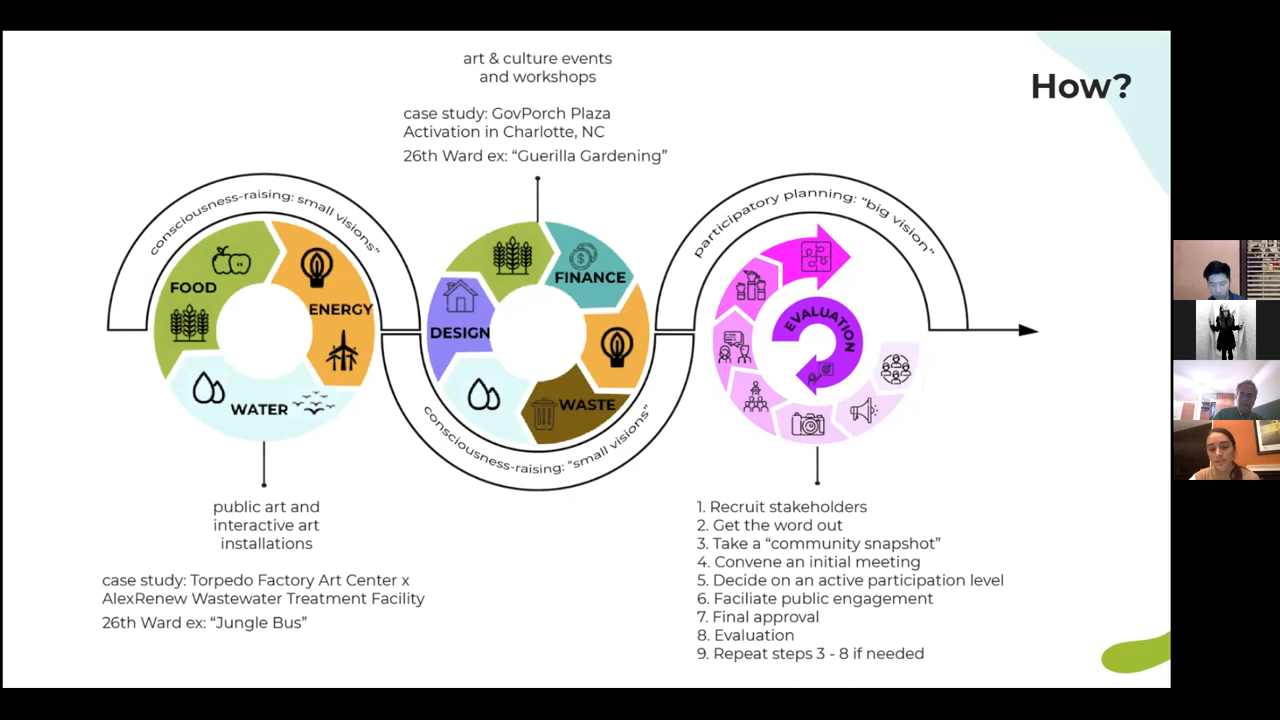 How?
art & culture events
and workshops
case study: GovPorch Plaza
Activation in Charlotte, NC
26th Ward ex: “Guerilla Gardening”
consciousness-raising: small visions”
FOOD
ENERGY
WATER
consciousness-raising: “small visions”
FINANCE
DESIGN
WASTE
participatory planning: “big vision”
EVALUATION
public art and
interactive art
installations
case study: Torpedo Factory Art Center x
AlexRenew Wastewater Treatment Facility
26th Ward ex: “Jungle Bus”
1. Recruit stakeholders
2. Get the word out
3. Take a “community snapshot”
4. Convene an initial meeting
5. Decide on an active participation level
6. Faciliate public engagement
7. Final approval
8. Evaluation
9. Repeat steps 3 - 8 if needed